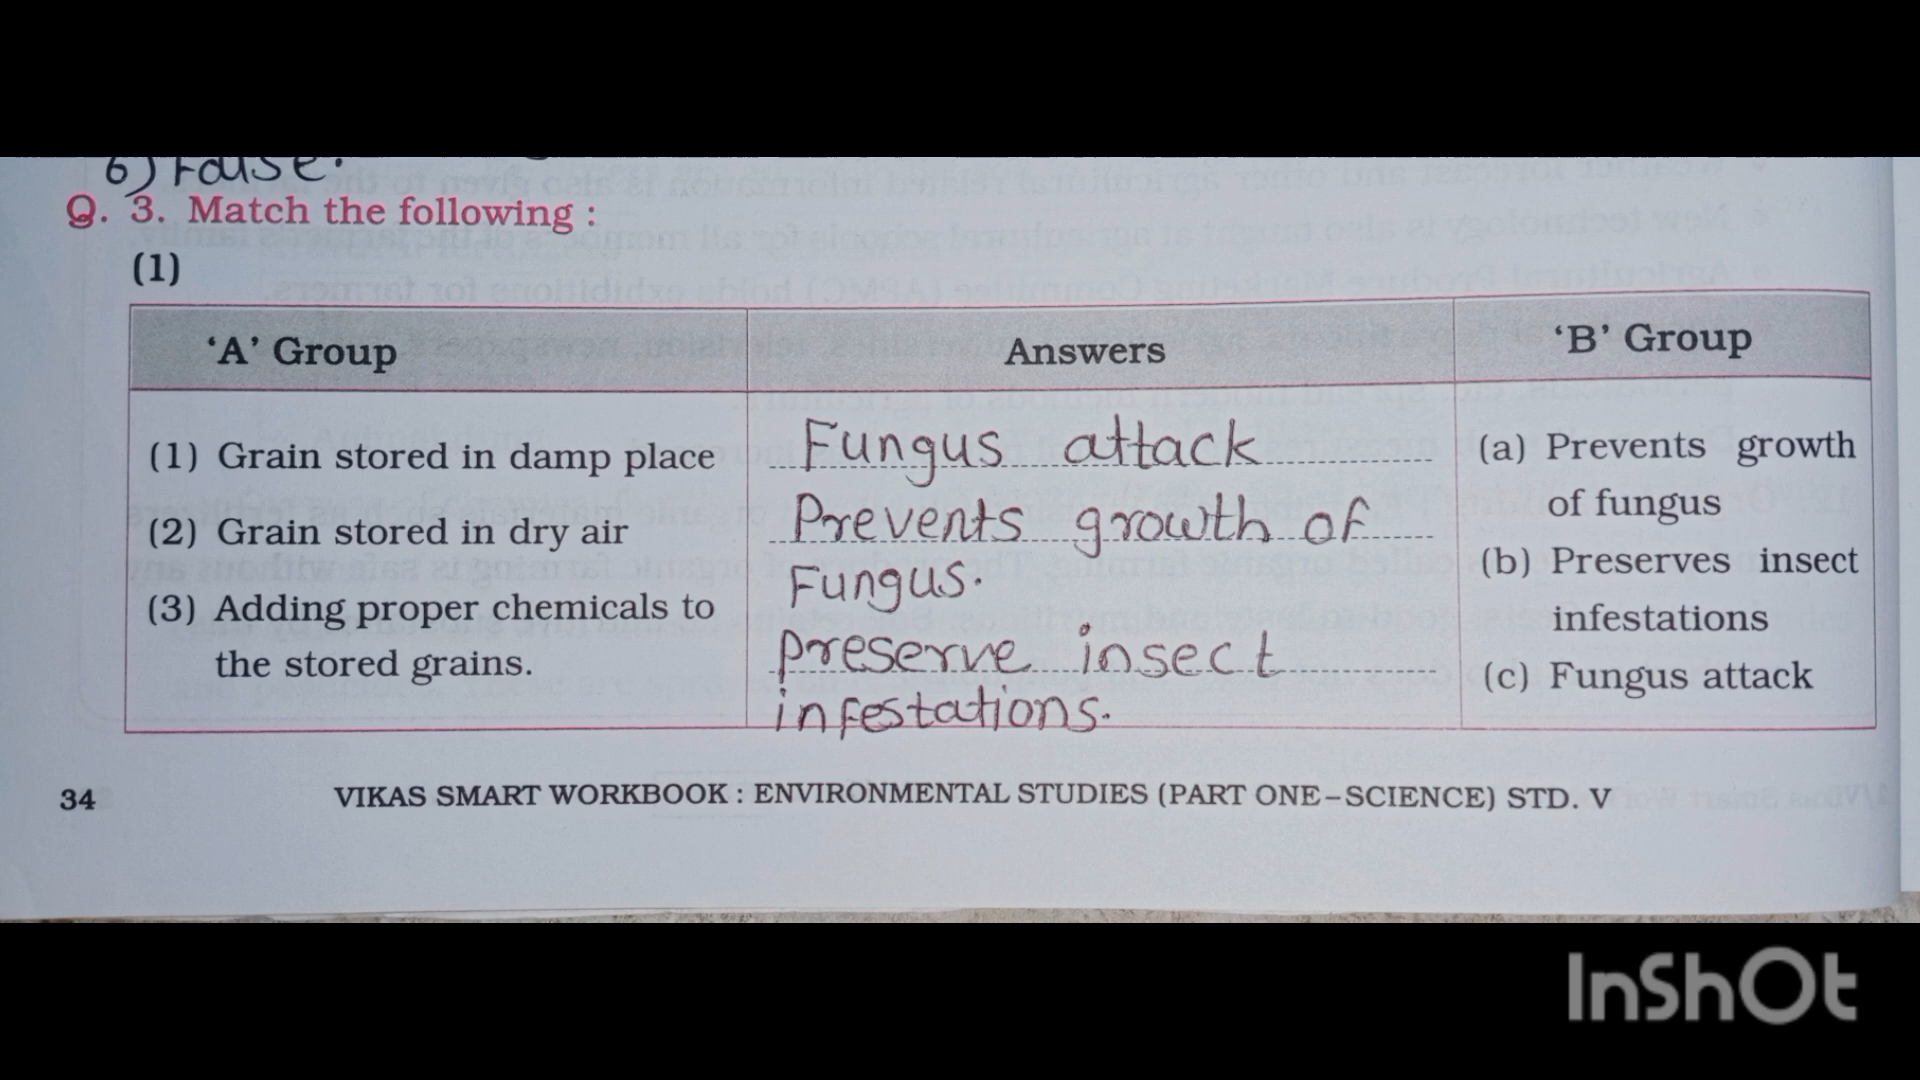 6) False.
Q. 3. Match the following :
(1)
'A' Group
Answers
'B' Group
(1) Grain stored in damp place
(2) Grain stored in dry air
(3) Adding proper chemicals to
the stored grains.
Fungus attack
Prevents growth of
Fungus.
preserve insect
infestations.
(a) Prevents growth
of fungus
(b) Preserves insect
infestations
(c) Fungus attack
34
VIKAS SMART WORKBOOK : ENVIRONMENTAL STUDIES (PART ONE–SCIENCE) STD. V
InShOt